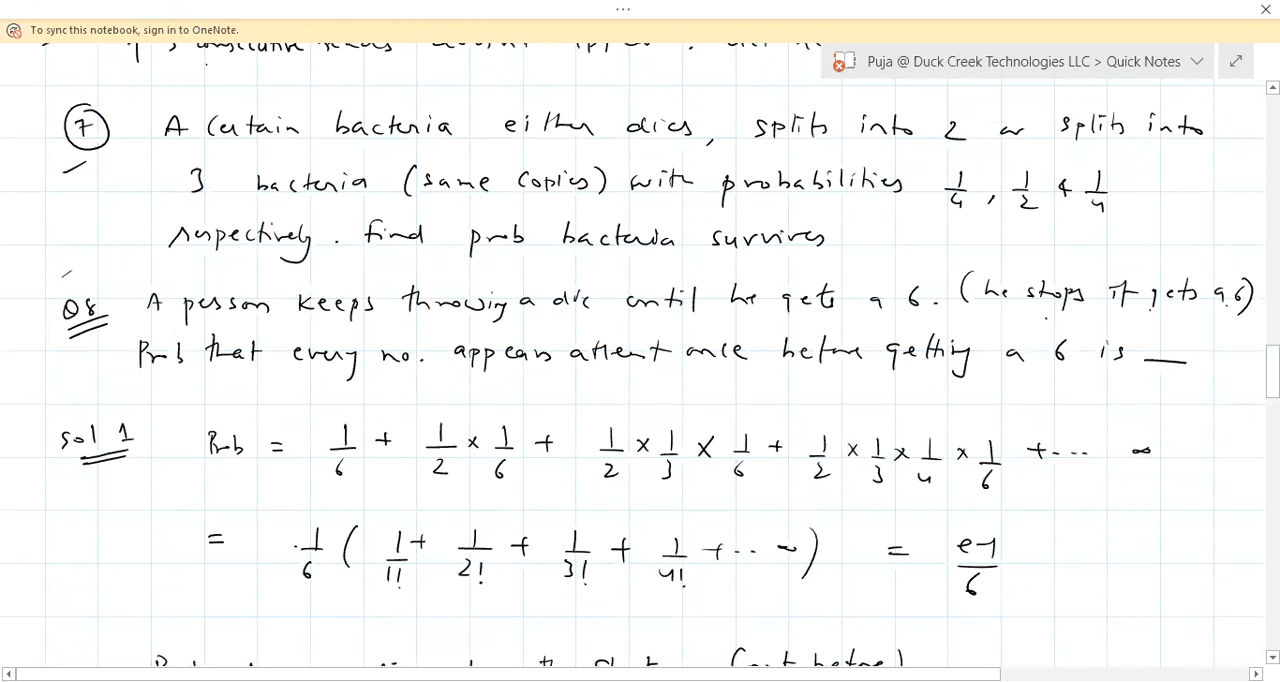 ...
To sync this notebook, sign in to OneNote.
Puja @ Duck Creek Technologies LLC > Quick Notes
7 A certain bacteria either dies, split into 2 or split into
3 bacteria (same copies) with probabilities 1/4, 1/2 & 1/4
respectively. find prob bacteria survives
Q8 A person keeps throwing a die until he gets a 6. (he stops if gets a 6)
Prob that every no. appears atleast once before getting a 6 is ___
Sol 1 Prob = 1/6 + 1/2 × 1/6 + 1/2 × 1/3 × 1/6 + 1/2 × 1/3 × 1/4 × 1/6 + ... ∞
= 1/6 ( 1/1! + 1/2! + 1/3! + 1/4! + .. ∞ ) = e-1/6